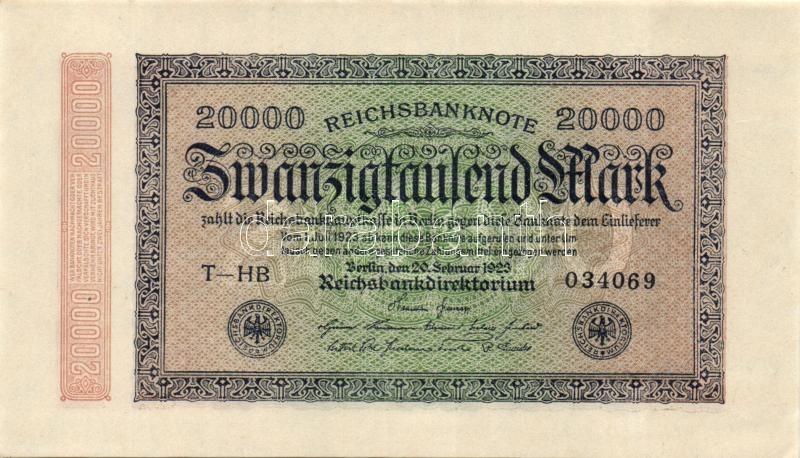 20000 REICHSBANKNOTE 20000
Zwanzigtausend Mark
zahlt die Reichsbankhauptkasse in Berlin gegen diese Banknote dem Einlieferer
Vom 1. Juli 1923 ab kann diese Banknote aufgerufen und unter Um-
tausch gegen andere gesetzliche Zahlungsmittel eingezogen werden
Berlin, den 20. Februar 1923
T–HB 034069
Reichsbankdirektorium
REICHSBANKDIREKTORIUM
REICHSBANKDIREKTORIUM
20000
20000